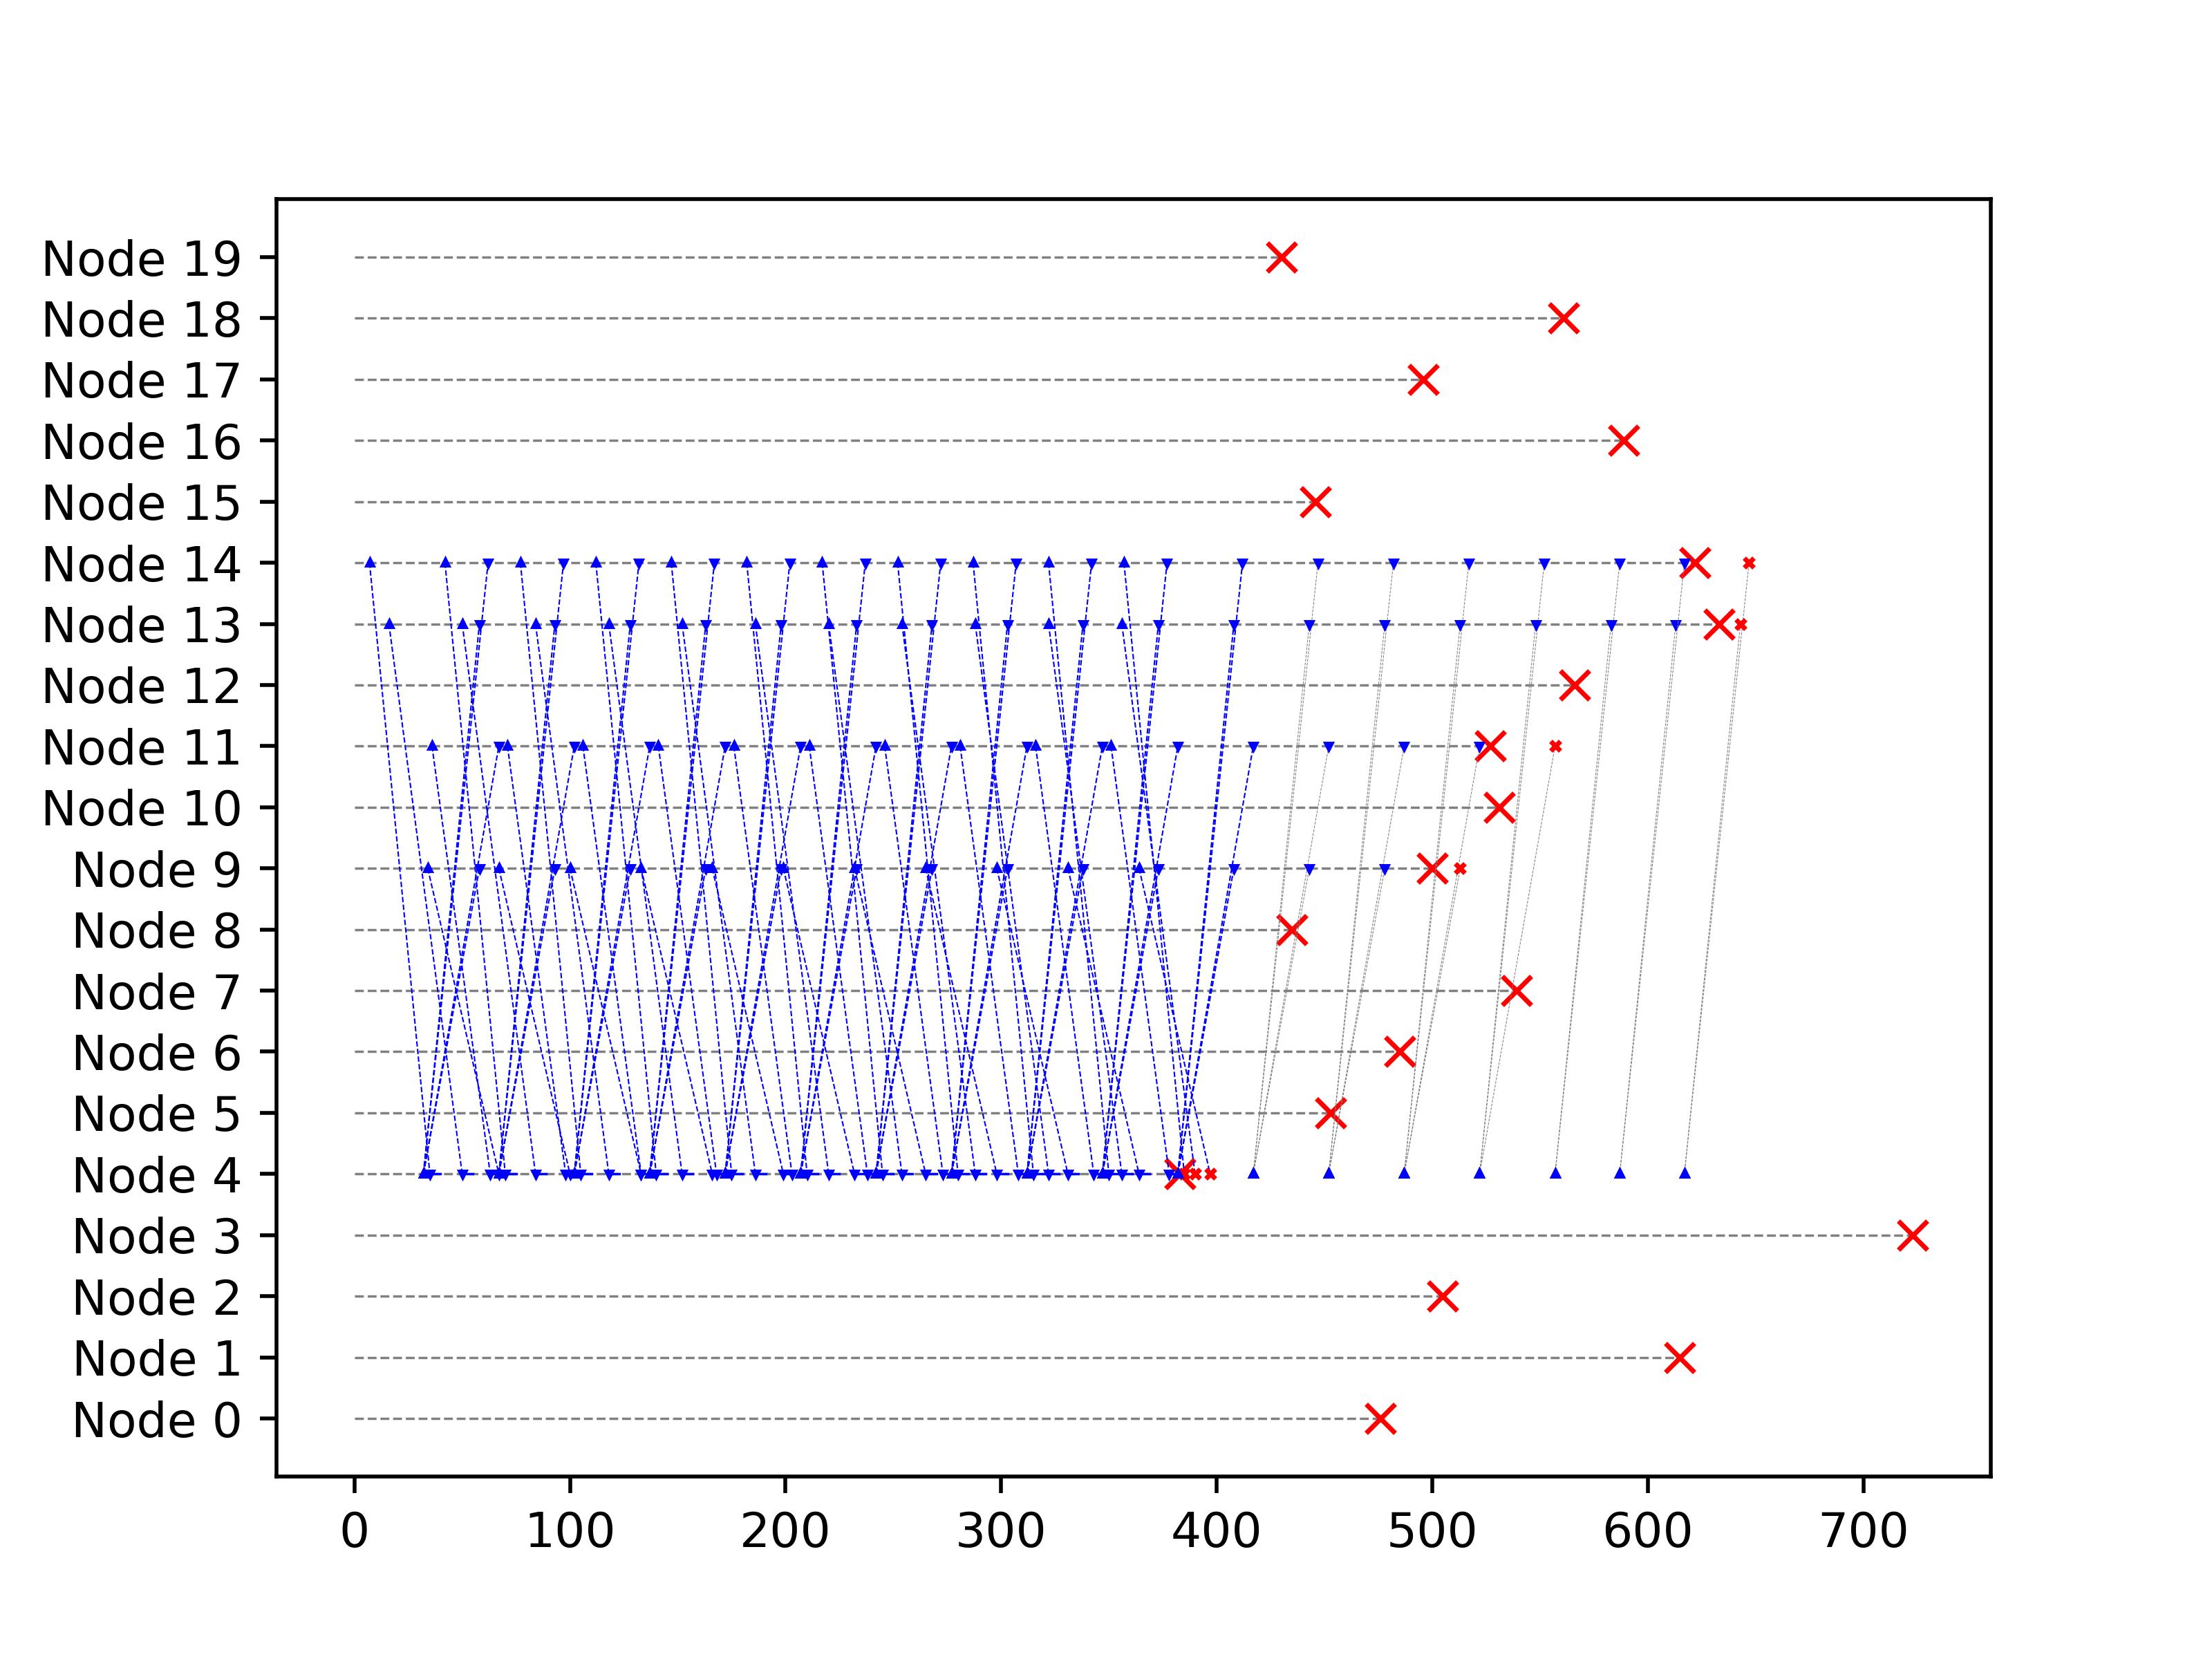 Node 19
Node 18
Node 17
Node 16
Node 15
Node 14
Node 13
Node 12
Node 11
Node 10
Node 9
Node 8
Node 7
Node 6
Node 5
Node 4
Node 3
Node 2
Node 1
Node 0
0 100 200 300 400 500 600 700